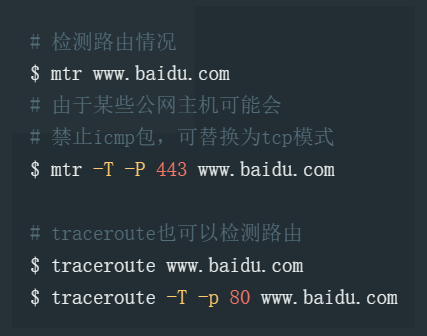 # 检测路由情况
$ mtr www.baidu.com
# 由于某些公网主机可能会
# 禁止icmp包，可替换为tcp模式
$ mtr -T -P 443 www.baidu.com
# traceroute也可以检测路由
$ traceroute www.baidu.com
$ traceroute -T -p 80 www.baidu.com